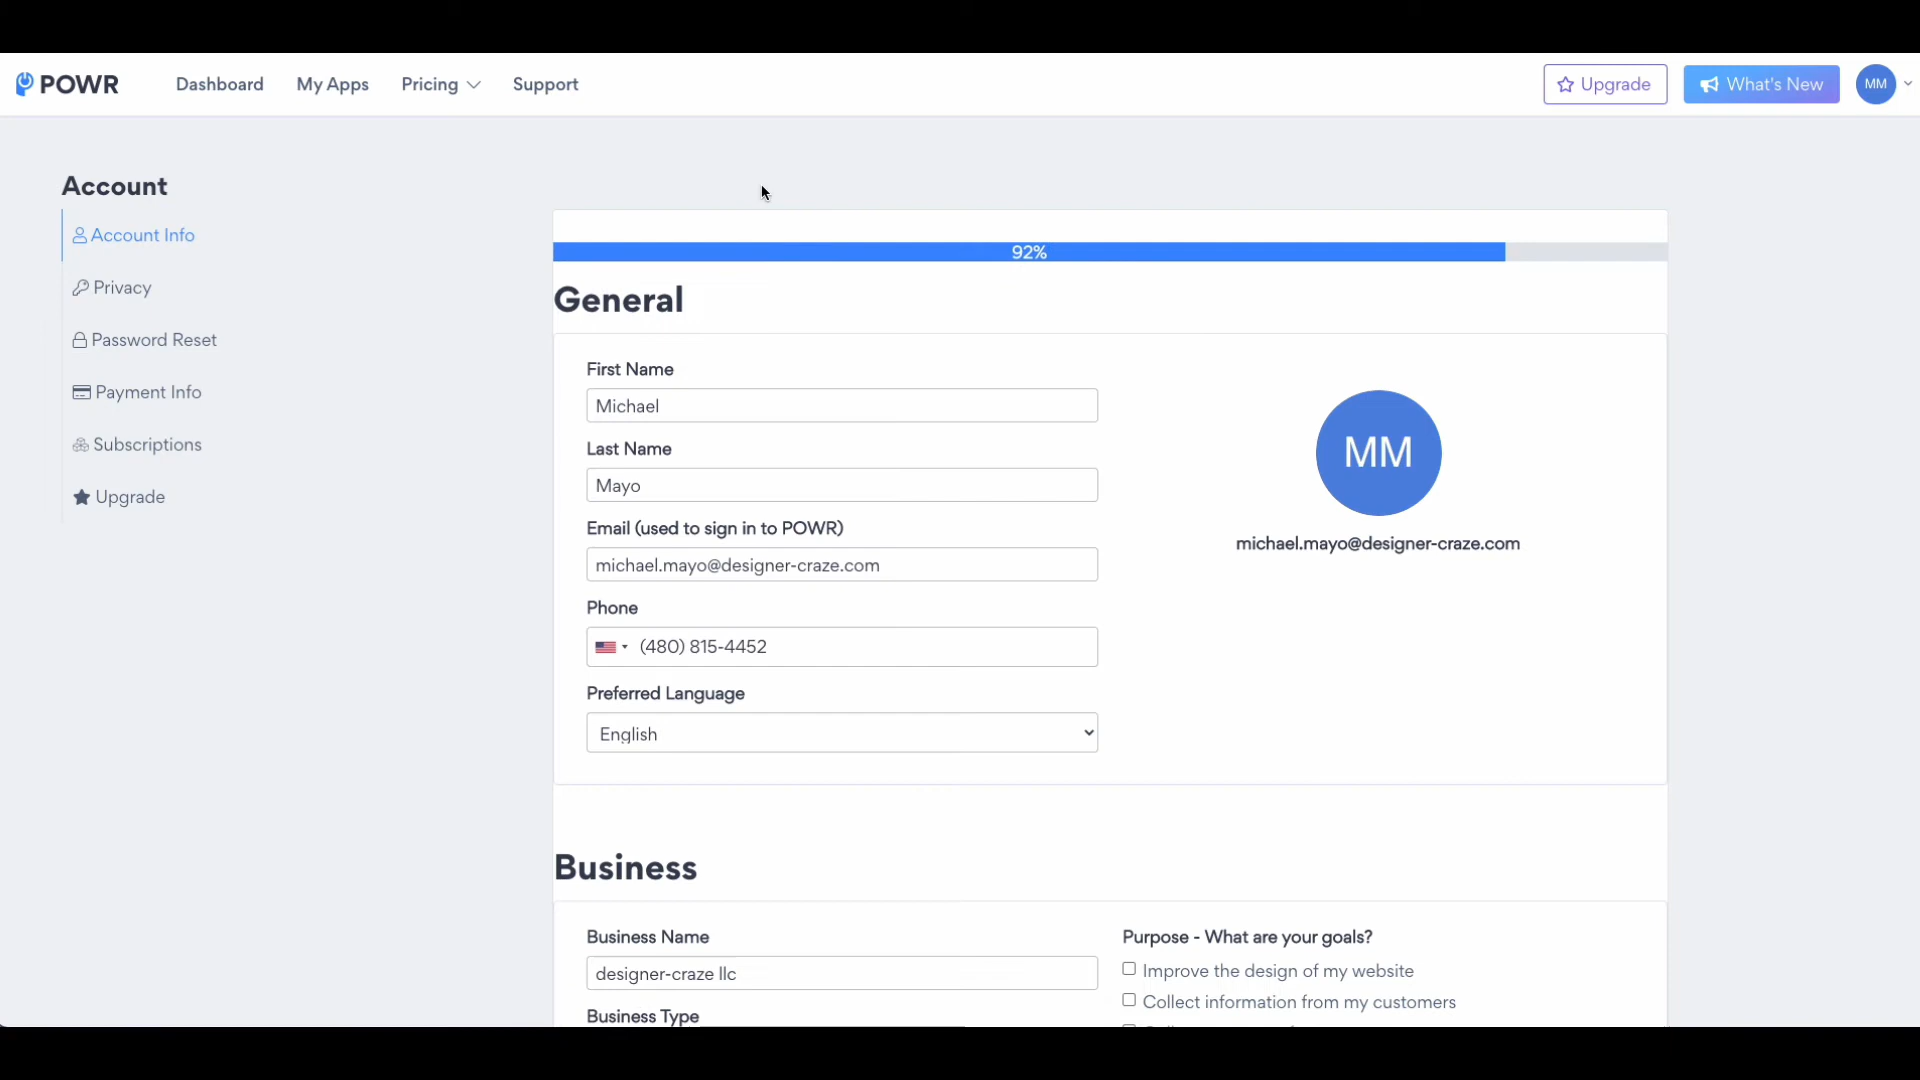 POWR
Dashboard
My Apps
Pricing
Support
Upgrade
What's New
MM
Account
Account Info
Privacy
Password Reset
Payment Info
Subscriptions
Upgrade
92%
General
First Name
Michael
Last Name
Mayo
Email (used to sign in to POWR)
michael.mayo@designer-craze.com
Phone
(480) 815-4452
Preferred Language
English
MM
michael.mayo@designer-craze.com
Business
Business Name
designer-craze llc
Business Type
Purpose - What are your goals?
Improve the design of my website
Collect information from my customers